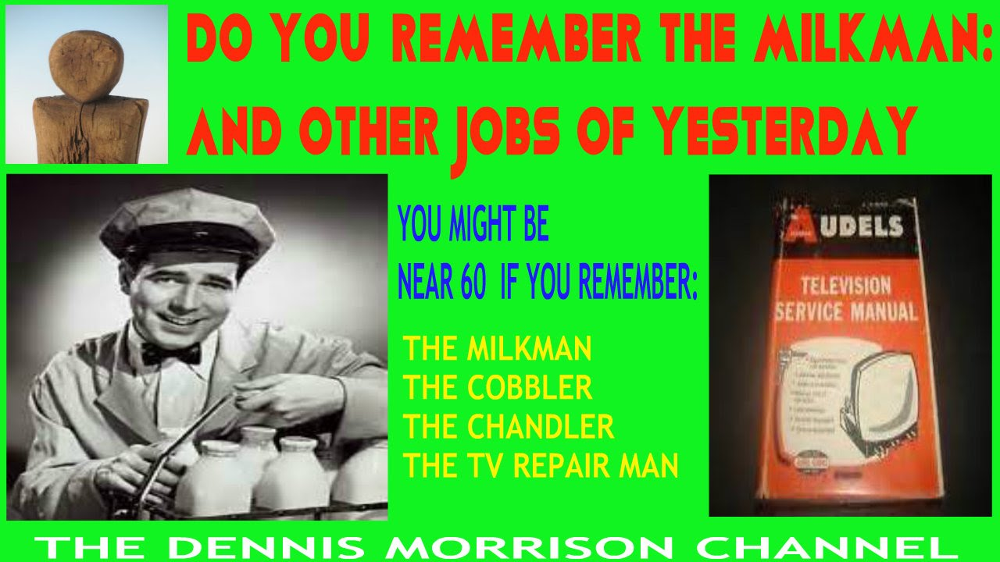 DO YOU REMEMBER THE MILKMAN:
AND OTHER JOBS OF YESTERDAY
YOU MIGHT BE
NEAR 60 IF YOU REMEMBER:
THE MILKMAN
THE COBBLER
THE CHANDLER
THE TV REPAIR MAN
AUDELS
TELEVISION
SERVICE MANUAL
THE DENNIS MORRISON CHANNEL